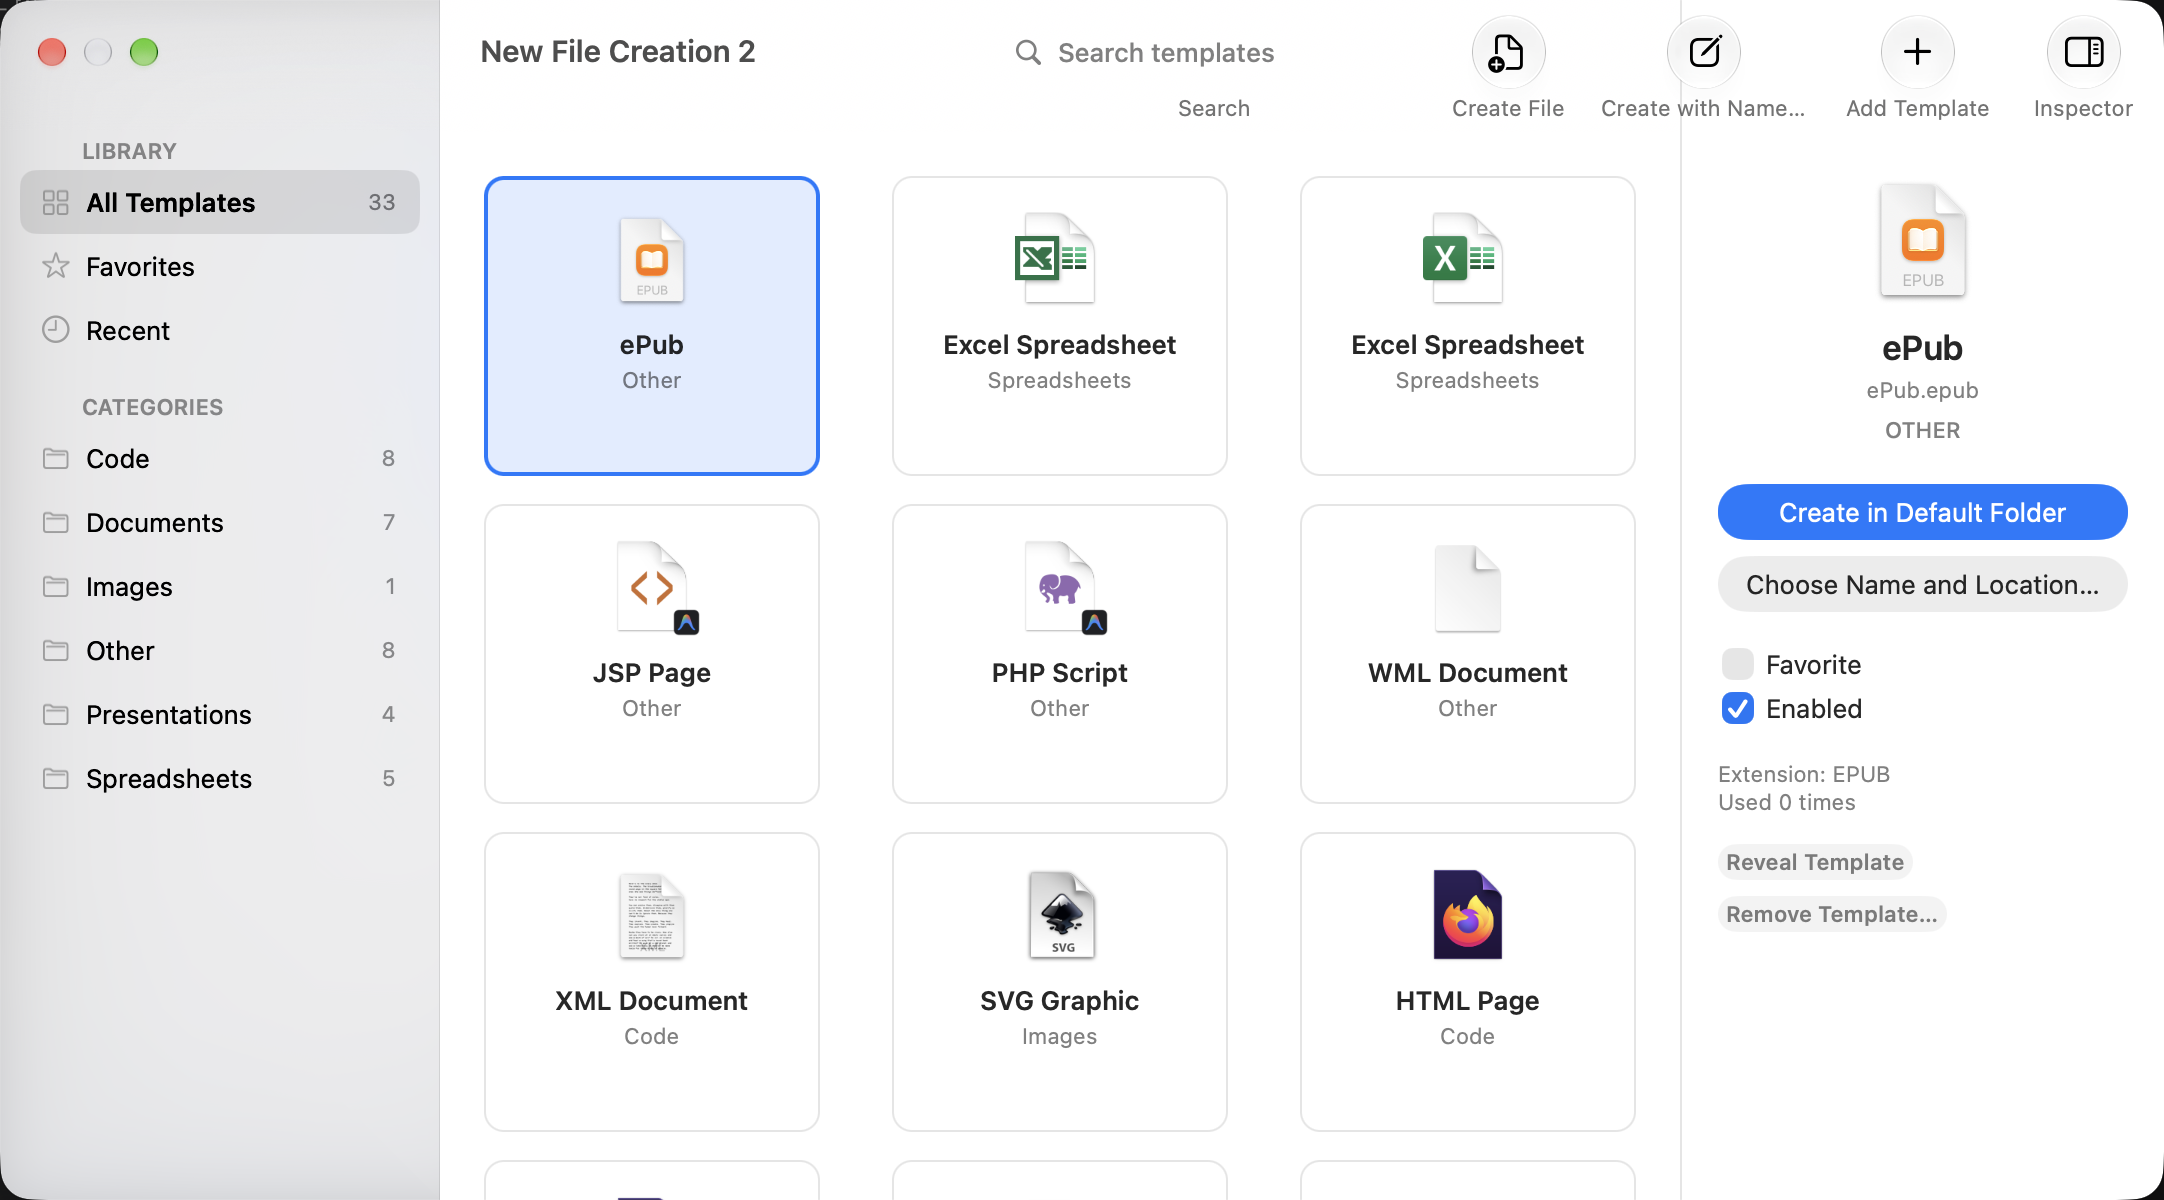 New File Creation 2
Search templates
Search
Create File
Create with Name...
Add Template
Inspector
LIBRARY
All Templates 33
Favorites
Recent
CATEGORIES
Code 8
Documents 7
Images 1
Other 8
Presentations 4
Spreadsheets 5
EPUB
ePub
Other
Excel Spreadsheet
Spreadsheets
X
Excel Spreadsheet
Spreadsheets
JSP Page
Other
PHP Script
Other
WML Document
Other
XML Document
Code
SVG
SVG Graphic
Images
HTML Page
Code
EPUB
ePub
ePub.epub
OTHER
Create in Default Folder
Choose Name and Location...
Favorite
Enabled
Extension: EPUB
Used 0 times
Reveal Template
Remove Template...